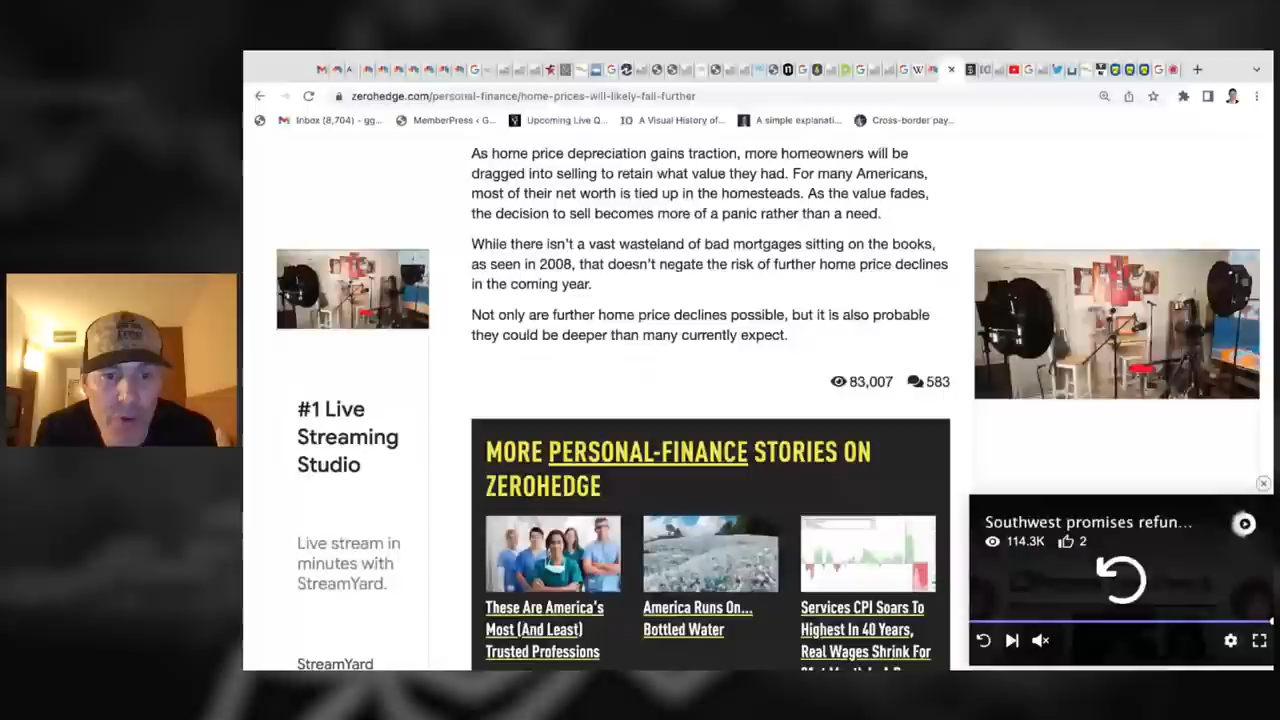 zerohedge.com/personal-finance/home-prices-will-likely-fall-further
Inbox (8,704) - gg...
MemberPress ‹ G...
Upcoming Live Q...
A Visual History of...
A simple explanati...
Cross-border pay...
As home price depreciation gains traction, more homeowners will be
dragged into selling to retain what value they had. For many Americans,
most of their net worth is tied up in the homesteads. As the value fades,
the decision to sell becomes more of a panic rather than a need.
While there isn't a vast wasteland of bad mortgages sitting on the books,
as seen in 2008, that doesn't negate the risk of further home price declines
in the coming year.
Not only are further home price declines possible, but it is also probable
they could be deeper than many currently expect.
83,007 583
#1 Live
Streaming
Studio
Live stream in
minutes with
StreamYard.
StreamYard
MORE PERSONAL-FINANCE STORIES ON
ZEROHEDGE
These Are America's
Most (And Least)
Trusted Professions
America Runs On...
Bottled Water
Services CPI Soars To
Highest In 40 Years,
Real Wages Shrink For
Southwest promises refun...
114.3K 2